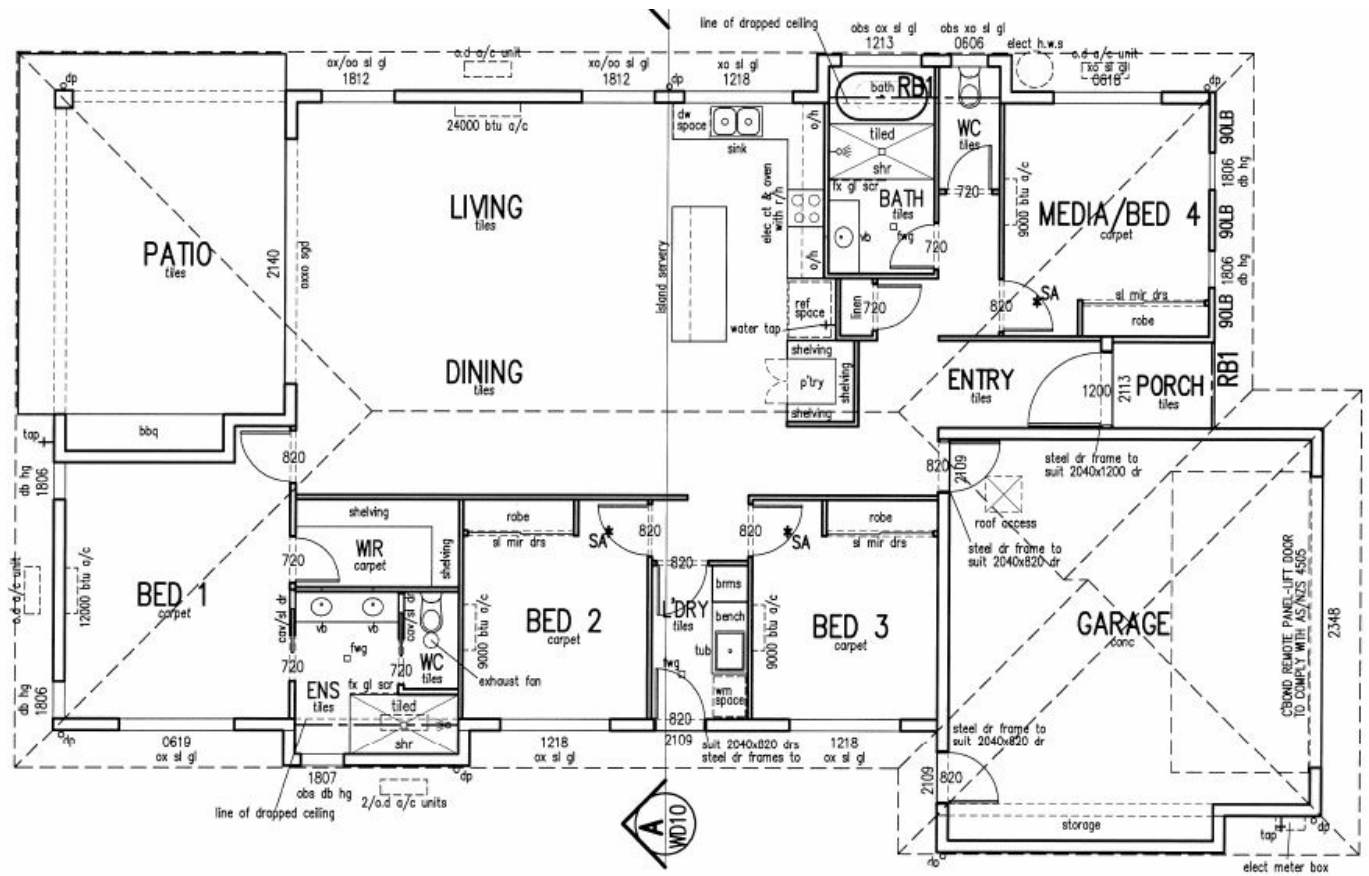 line of dropped ceiling
obs ox sl gl
1213
obs xo sl gl
0606
elect h.w.s
o.d a/c unit
xo sl gl
0618
ox/oo sl gl
1812
o.d a/c unit
xo/oo sl gl
1812
xo sl gl
1218
dp
dp
dp
24000 btu a/c
dw
space
sink
o/h
bath
RB1
WC
tiles
tiled
shr
fx gl scr
BATH
tiles
vb
fwg
720
720
9000 btu a/c
MEDIA/BED 4
carpet
90LB
1806
db hg
90LB
1806
db hg
90LB
LIVING
tiles
PATIO
tiles
2140
oxxo sgd
island servery
elec ct & oven
with r/h
o/h
ref
space
water tap
linen
720
820
SA
sl mir drs
robe
DINING
tiles
shelving
p'try
shelving
shelving
ENTRY
tiles
1200
2113
PORCH
tiles
RB1
bbq
tap
820
820
2109
steel dr frame to
suit 2040x1200 dr
db hg
1806
shelving
WIR
carpet
shelving
720
robe
sl mir drs
SA
820
820
820
SA
robe
sl mir drs
roof access
steel dr frame to
suit 2040x820 dr
o.d a/c unit
12000 btu a/c
BED 1
carpet
cav/sl dr
vb
vb
cav/sl dr
fwg
720
720
WC
tiles
ENS
tiles
fx gl scr
exhaust fan
tiled
shr
9000 btu a/c
BED 2
carpet
L'DRY
tiles
brms
bench
tub
fwg
wm
space
9000 btu a/c
BED 3
carpet
GARAGE
conc
C'BOND REMOTE PANEL-LIFT DOOR
TO COMPLY WITH AS/NZS 4505
2348
db hg
1806
dp
0619
ox sl gl
1807
obs db hg
line of dropped ceiling
dp
2/o.d a/c units
1218
ox sl gl
820
2109
suit 2040x820 drs
steel dr frames to
1218
ox sl gl
steel dr frame to
suit 2040x820 dr
2109
820
A
WD10
storage
dp
tap
dp
elect meter box